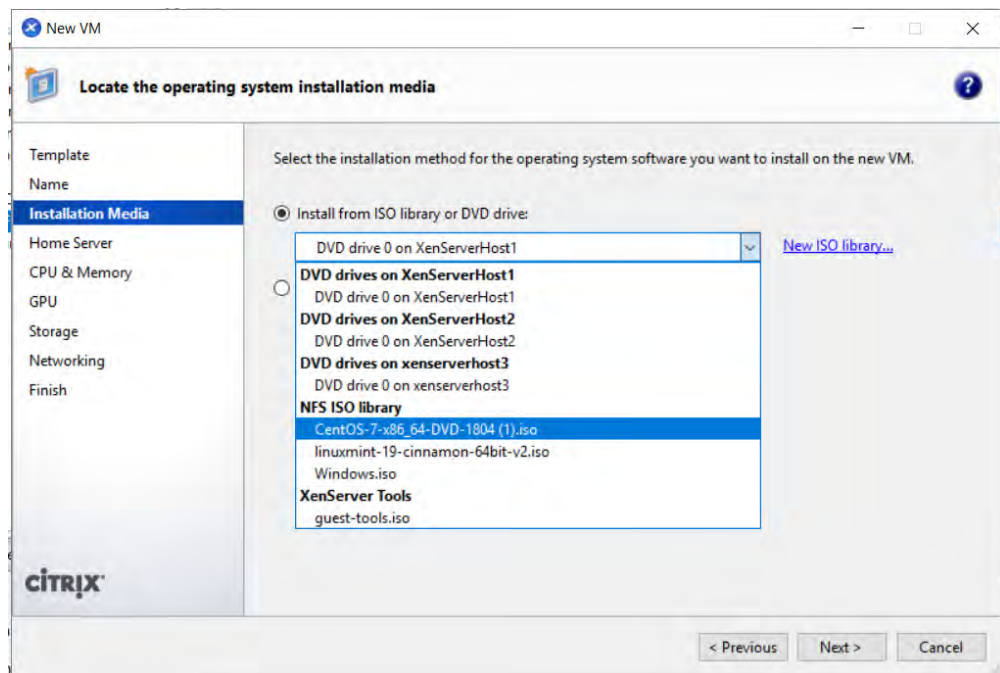 New VM
Locate the operating system installation media
?
Template
Name
Installation Media
Home Server
CPU & Memory
GPU
Storage
Networking
Finish
CITRIX
Select the installation method for the operating system software you want to install on the new VM.
Install from ISO library or DVD drive:
DVD drive 0 on XenServerHost1
New ISO library...
DVD drives on XenServerHost1
DVD drive 0 on XenServerHost1
DVD drives on XenServerHost2
DVD drive 0 on XenServerHost2
DVD drives on xenserverhost3
DVD drive 0 on xenserverhost3
NFS ISO library
CentOS-7-x86_64-DVD-1804 (1).iso
linuxmint-19-cinnamon-64bit-v2.iso
Windows.iso
XenServer Tools
guest-tools.iso
< Previous
Next >
Cancel